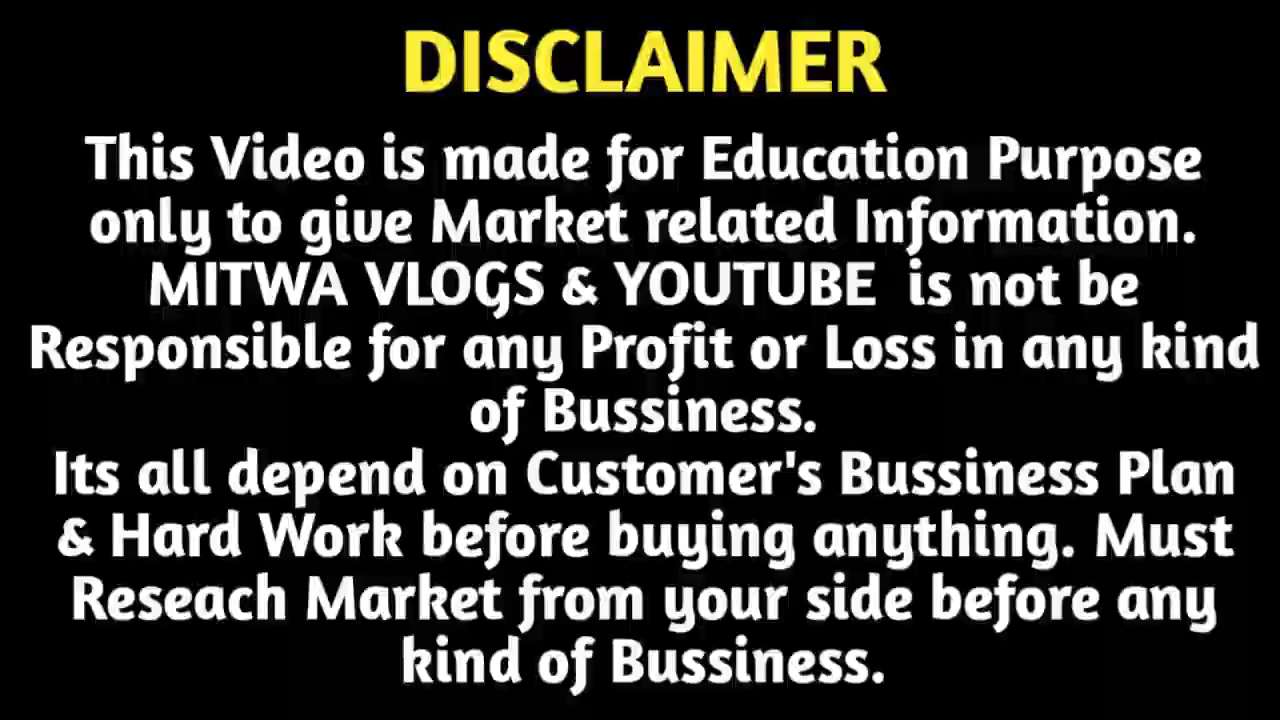 DISCLAIMER
This Video is made for Education Purpose
only to give Market related Information.
MITWA VLOGS & YOUTUBE is not be
Responsible for any Profit or Loss in any kind
of Bussiness.
Its all depend on Customer's Bussiness Plan
& Hard Work before buying anything. Must
Reseach Market from your side before any
kind of Bussiness.